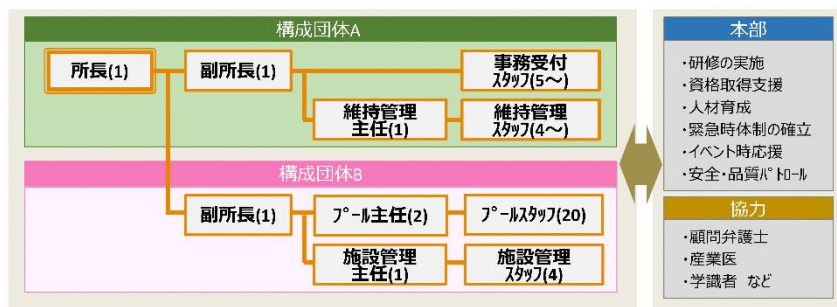 構成団体A
所長(1)
副所長(1)
事務受付
スタッフ(5～)
維持管理
主任(1)
維持管理
スタッフ(4～)
構成団体B
副所長(1)
プール主任(2)
プールスタッフ(20)
施設管理
主任(1)
施設管理
スタッフ(4)
本部
・研修の実施
・資格取得支援
・人材育成
・緊急時体制の確立
・イベント時応援
・安全・品質パトロール
協力
・顧問弁護士
・産業医
・学識者 など